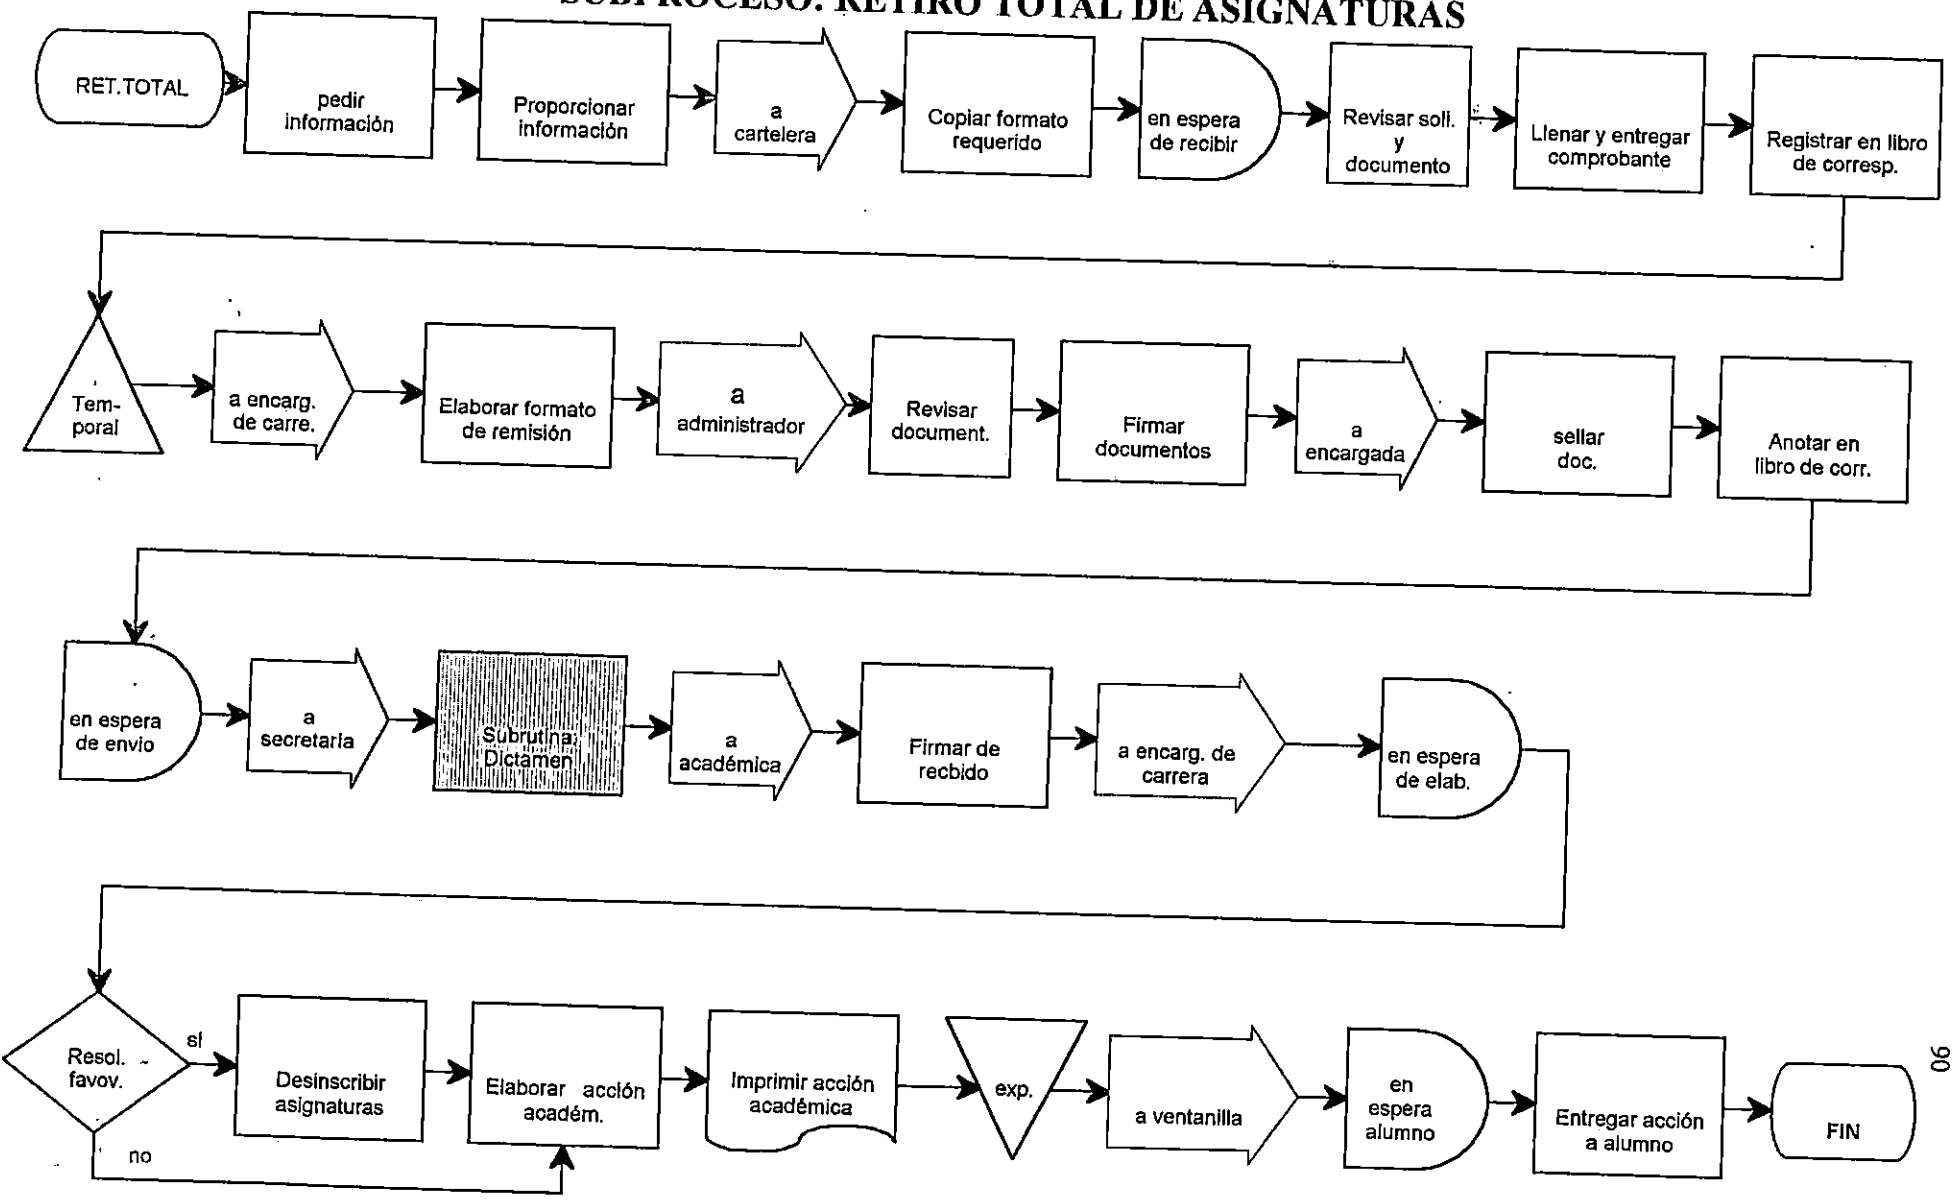 SUBPROCESO: RETIRO TOTAL DE ASIGNATURAS
RET.TOTAL
pedir
información
Proporcionar
información
a
cartelera
Copiar formato
requerido
en espera
de recibir
Revisar soli.
y
documento
Llenar y entregar
comprobante
Registrar en libro
de corresp.
Tem-
poral
a encarg.
de carre.
Elaborar formato
de remisión
a
administrador
Revisar
document.
Firmar
documentos
a
encargada
sellar
doc.
Anotar en
libro de corr.
en espera
de envio
a
secretaria
Subrutina:
Dictamen
a
académica
Firmar de
recbido
a encarg. de
carrera
en espera
de elab.
Resol.
favov.
si
no
Desinscribir
asignaturas
Elaborar acción
académ.
Imprimir acción
académica
exp.
a ventanilla
en
espera
alumno
Entregar acción
a alumno
FIN
90